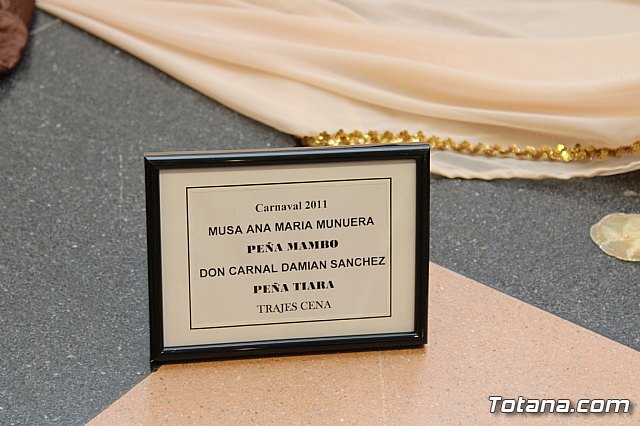 Carnaval 2011
MUSA ANA MARIA MUNUERA
PEÑA MAMBO
DON CARNAL DAMIAN SANCHEZ
PEÑA TIARA
TRAJES CENA
Totana.com